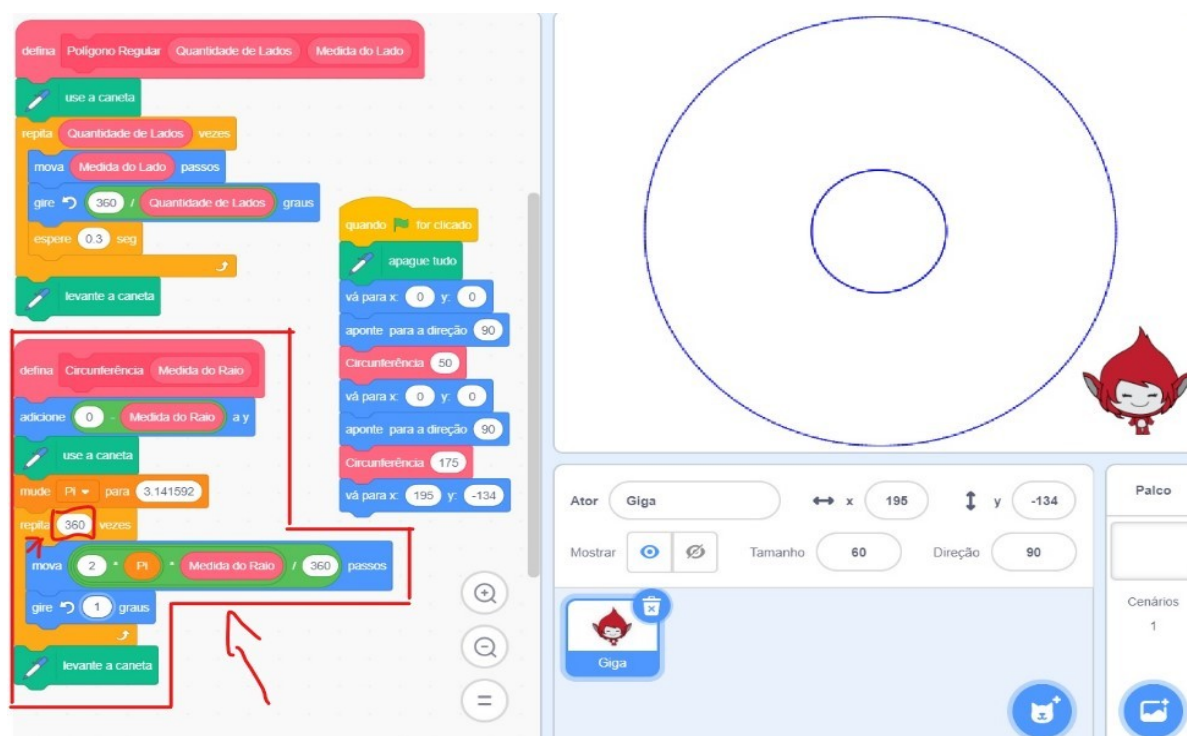 defina Polígono Regular Quantidade de Lados Medida do Lado
use a caneta
repita Quantidade de Lados vezes
mova Medida do Lado passos
gire 360 / Quantidade de Lados graus
espere 0.3 seg
levante a caneta
defina Circunferência Medida do Raio
adicione 0 - Medida do Raio a y
use a caneta
mude Pi para 3.141592
repita 360 vezes
mova 2 * Pi * Medida do Raio / 360 passos
gire 1 graus
levante a caneta
quando for clicado
apague tudo
vá para x: 0 y: 0
aponte para a direção 90
Circunferência 50
vá para x: 0 y: 0
aponte para a direção 90
Circunferência 175
vá para x: 195 y: -134
Ator Giga x 195 y -134
Mostrar Tamanho 60 Direção 90
Giga
Palco
Cenários
1